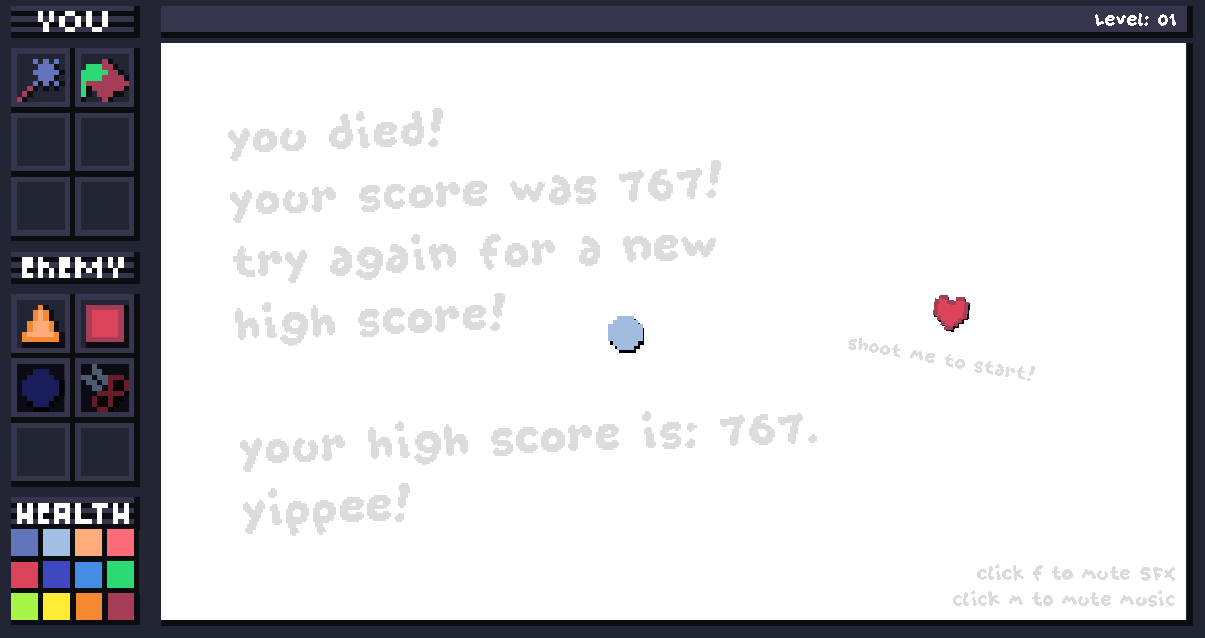 YOU
Level: 01
you died!
your score was 767!
try again for a new
high score!
shoot me to start!
your high score is: 767.
yippee!
ENEMY
HEALTH
click f to mute SFX
click m to mute music